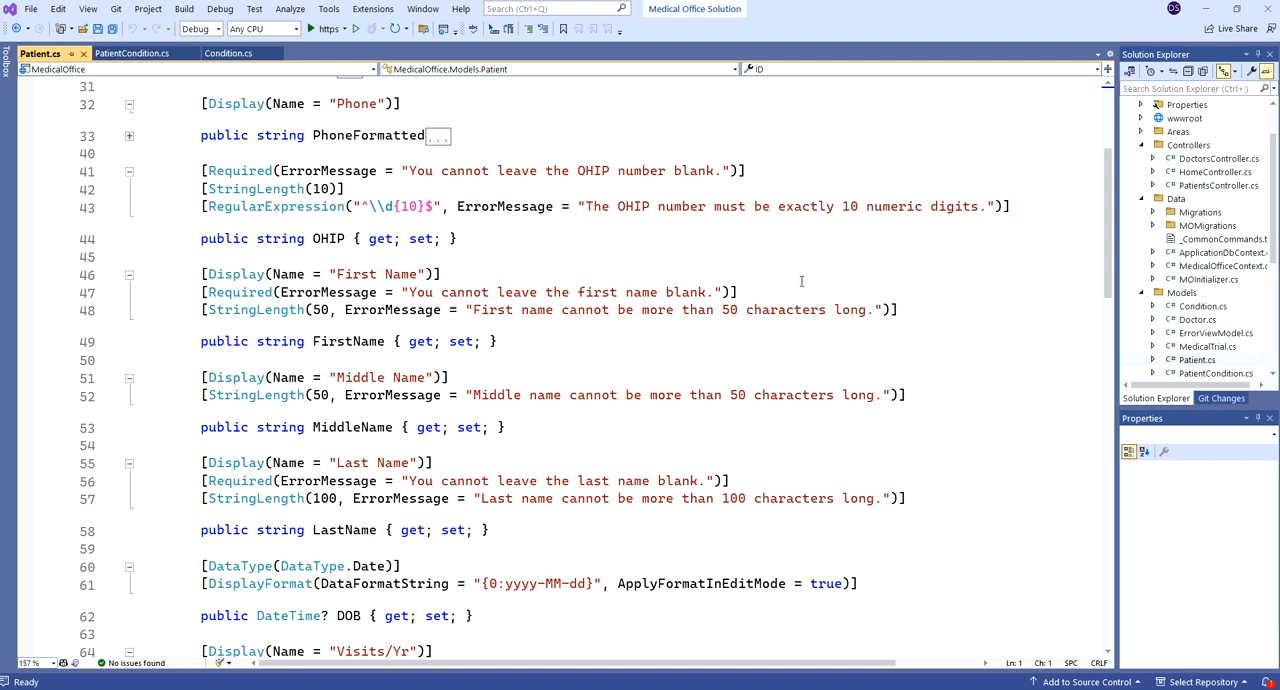 File Edit View Git Project Build Debug Test Analyze Tools Extensions Window Help Search (Ctrl+Q) Medical Office Solution DS
Debug Any CPU https Live Share
Toolbox
Patient.cs PatientCondition.cs Condition.cs
MedicalOffice MedicalOffice.Models.Patient ID
31
32 [Display(Name = "Phone")]
33 public string PhoneFormatted...
40
41 [Required(ErrorMessage = "You cannot leave the OHIP number blank.")]
42 [StringLength(10)]
43 [RegularExpression("^\\d{10}$", ErrorMessage = "The OHIP number must be exactly 10 numeric digits.")]
44 public string OHIP { get; set; }
45
46 [Display(Name = "First Name")]
47 [Required(ErrorMessage = "You cannot leave the first name blank.")]
48 [StringLength(50, ErrorMessage = "First name cannot be more than 50 characters long.")]
49 public string FirstName { get; set; }
50
51 [Display(Name = "Middle Name")]
52 [StringLength(50, ErrorMessage = "Middle name cannot be more than 50 characters long.")]
53 public string MiddleName { get; set; }
54
55 [Display(Name = "Last Name")]
56 [Required(ErrorMessage = "You cannot leave the last name blank.")]
57 [StringLength(100, ErrorMessage = "Last name cannot be more than 100 characters long.")]
58 public string LastName { get; set; }
59
60 [DataType(DataType.Date)]
61 [DisplayFormat(DataFormatString = "{0:yyyy-MM-dd}", ApplyFormatInEditMode = true)]
62 public DateTime? DOB { get; set; }
63
64 [Display(Name = "Visits/Yr")]
157 % No issues found Ln: 1 Ch: 1 SPC CRLF
Solution Explorer
Search Solution Explorer (Ctrl+;)
Properties
wwwroot
Areas
Controllers
C# DoctorsController.cs
C# HomeController.cs
C# PatientsController.cs
Data
Migrations
MOMigrations
_CommonCommands.t
C# ApplicationDbContext.
C# MedicalOfficeContext.c
C# MOInitializer.cs
Models
C# Condition.cs
C# Doctor.cs
C# ErrorViewModel.cs
C# MedicalTrial.cs
C# Patient.cs
C# PatientCondition.cs
Solution Explorer Git Changes
Properties
Ready Add to Source Control Select Repository 1